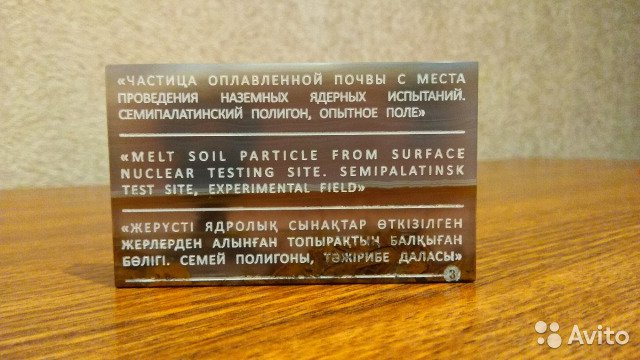 «ЧАСТИЦА ОПЛАВЛЕННОЙ ПОЧВЫ С МЕСТА
ПРОВЕДЕНИЯ НАЗЕМНЫХ ЯДЕРНЫХ ИСПЫТАНИЙ.
СЕМИПАЛАТИНСКИЙ ПОЛИГОН, ОПЫТНОЕ ПОЛЕ»
«MELT SOIL PARTICLE FROM SURFACE
NUCLEAR TESTING SITE. SEMIPALATINSK
TEST SITE, EXPERIMENTAL FIELD»
«ЖЕРҮСТІ ЯДРОЛЫҚ СЫНАҚТАР ӨТКІЗІЛГЕН
ЖЕРЛЕРДЕН АЛЫНҒАН ТОПЫРАҚТЫҢ БАЛҚЫҒАН
БӨЛІГІ. СЕМЕЙ ПОЛИГОНЫ, ТӘЖІРИБЕ ДАЛАСЫ»
3
Avito